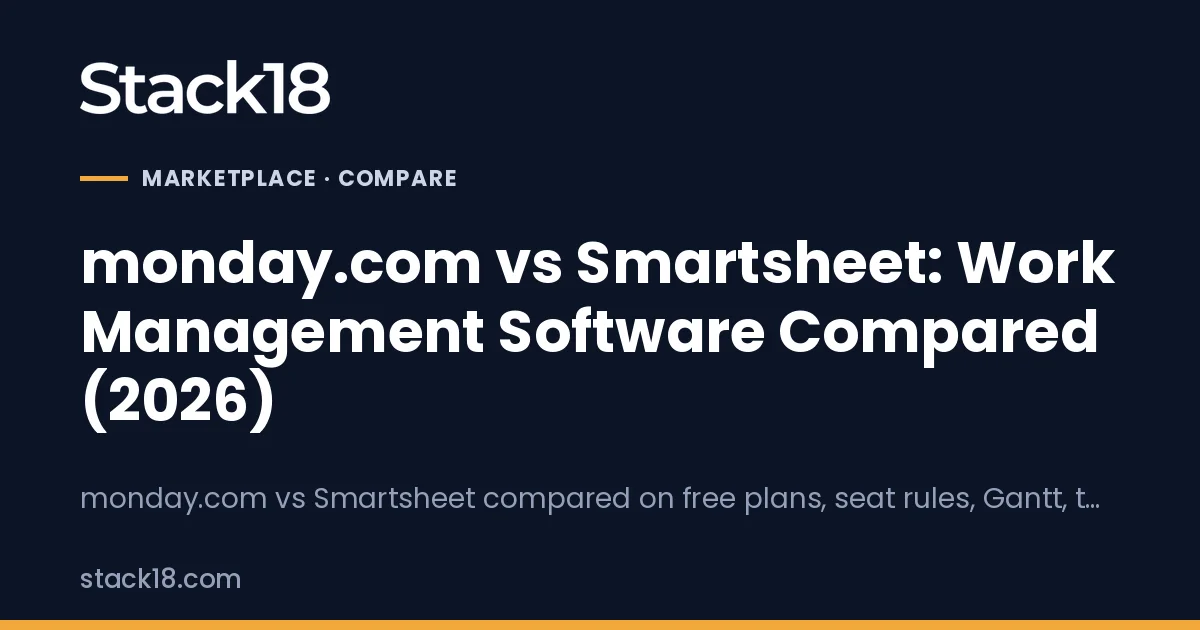 Stack18
MARKETPLACE · COMPARE
monday.com vs Smartsheet: Work
Management Software Compared
(2026)
monday.com vs Smartsheet compared on free plans, seat rules, Gantt, t...
stack18.com